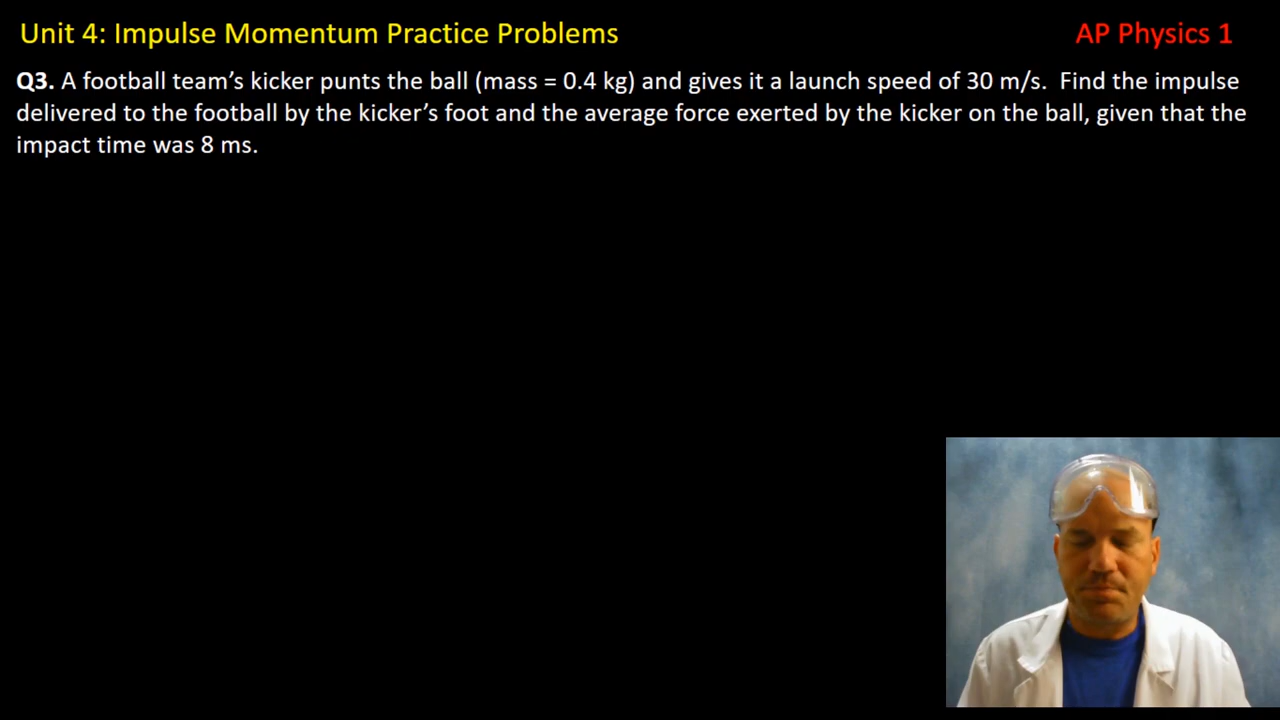 Unit 4: Impulse Momentum Practice Problems
AP Physics 1
Q3. A football team’s kicker punts the ball (mass = 0.4 kg) and gives it a launch speed of 30 m/s.  Find the impulse
delivered to the football by the kicker’s foot and the average force exerted by the kicker on the ball, given that the
impact time was 8 ms.